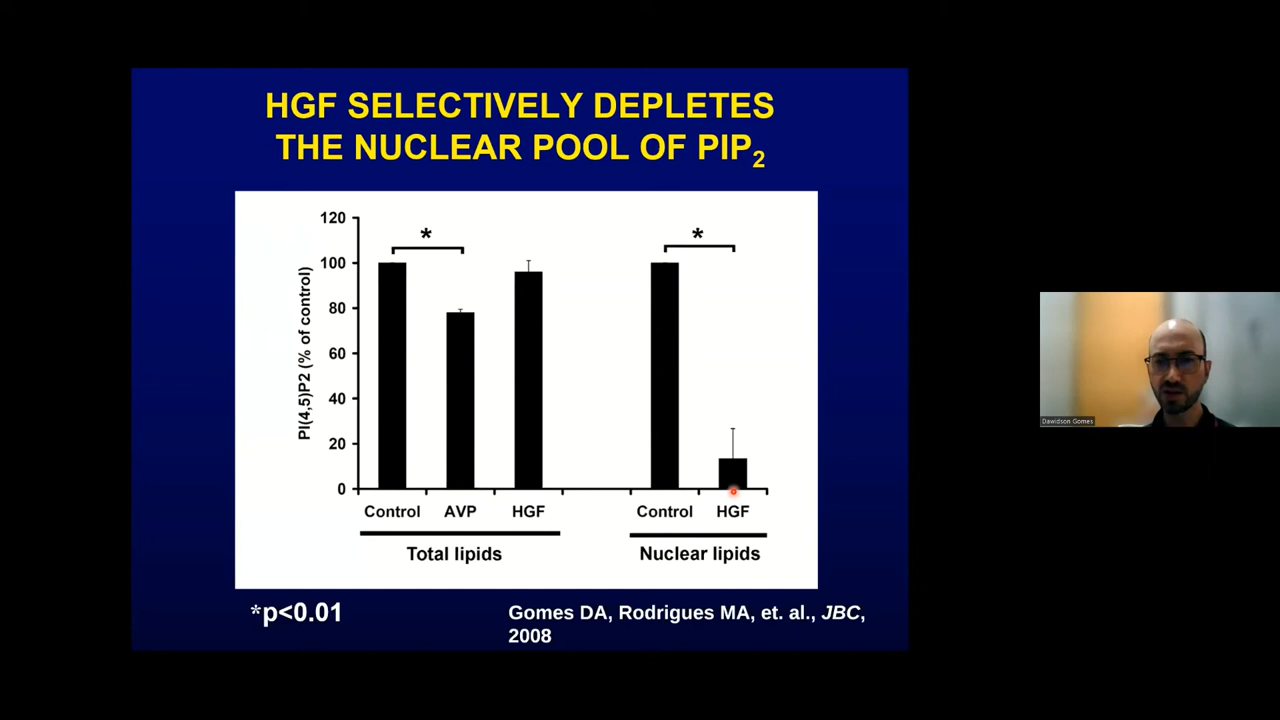 HGF SELECTIVELY DEPLETES
THE NUCLEAR POOL OF PIP2
PI(4,5)P2 (% of control)
120
100
80
60
40
20
0
*
*
Control AVP HGF Control HGF
Total lipids Nuclear lipids
*p<0.01
Gomes DA, Rodrigues MA, et. al., JBC,
2008
Dawidson Gomes